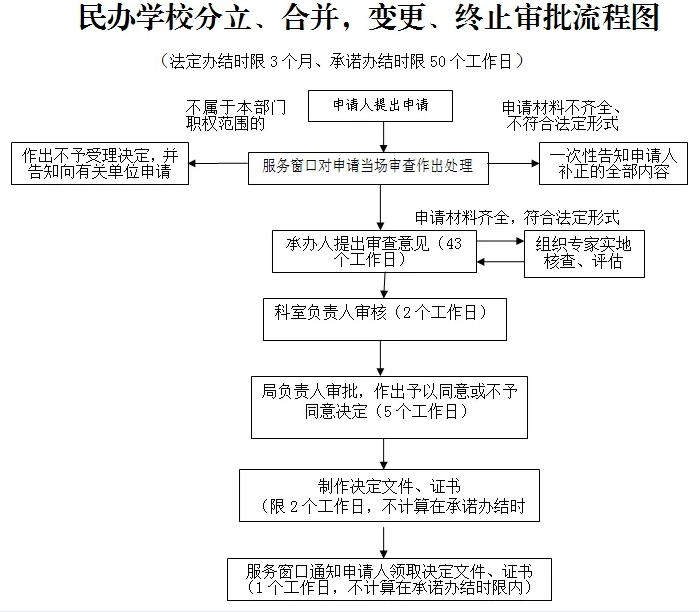 民办学校分立、合并，变更、终止审批流程图
（法定办结时限3个月、承诺办结时限50个工作日）
不属于本部门
职权范围的
申请人提出申请
申请材料不齐全、
不符合法定形式
作出不予受理决定，并
告知向有关单位申请
服务窗口对申请当场审查作出处理
一次性告知申请人
补正的全部内容
申请材料齐全，符合法定形式
承办人提出审查意见（43
个工作日）
组织专家实地
核查、评估
科室负责人审核（2个工作日）
局负责人审批，作出予以同意或不予
同意决定（5个工作日）
制作决定文件、证书
（限2个工作日，不计算在承诺办结时
服务窗口通知申请人领取决定文件、证书
（1个工作日，不计算在承诺办结时限内）